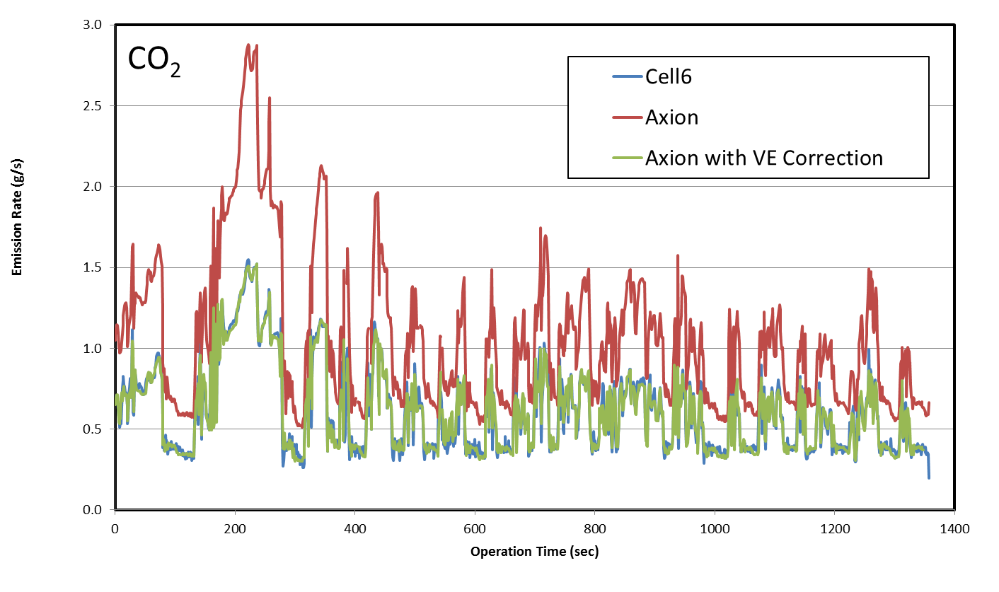 CO2
Cell6
Axion
Axion with VE Correction
Emission Rate (g/s)
3.0
2.5
2.0
1.5
1.0
0.5
0.0
0 200 400 600 800 1000 1200 1400
Operation Time (sec)